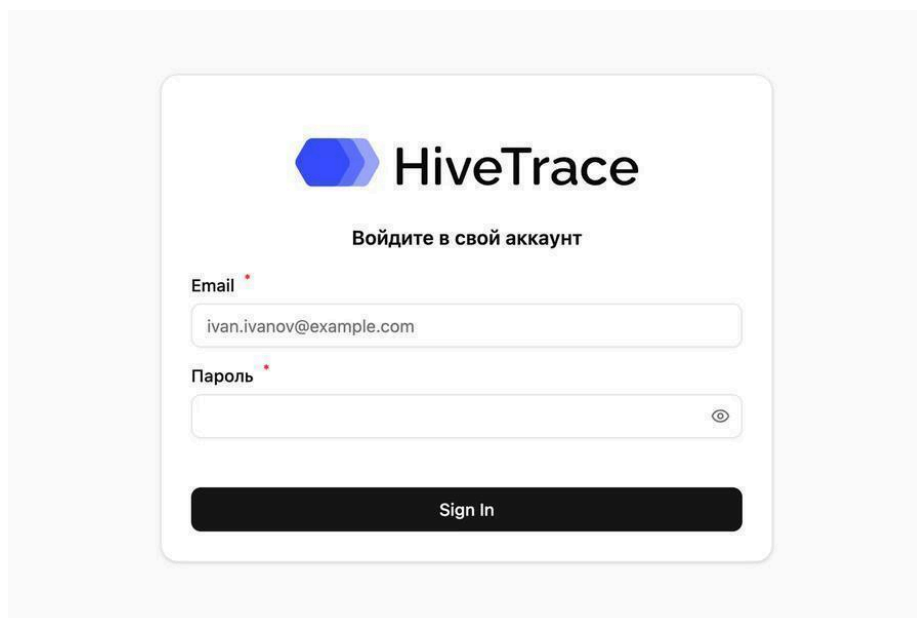 HiveTrace
Войдите в свой аккаунт
Email *
ivan.ivanov@example.com
Пароль *
Sign In